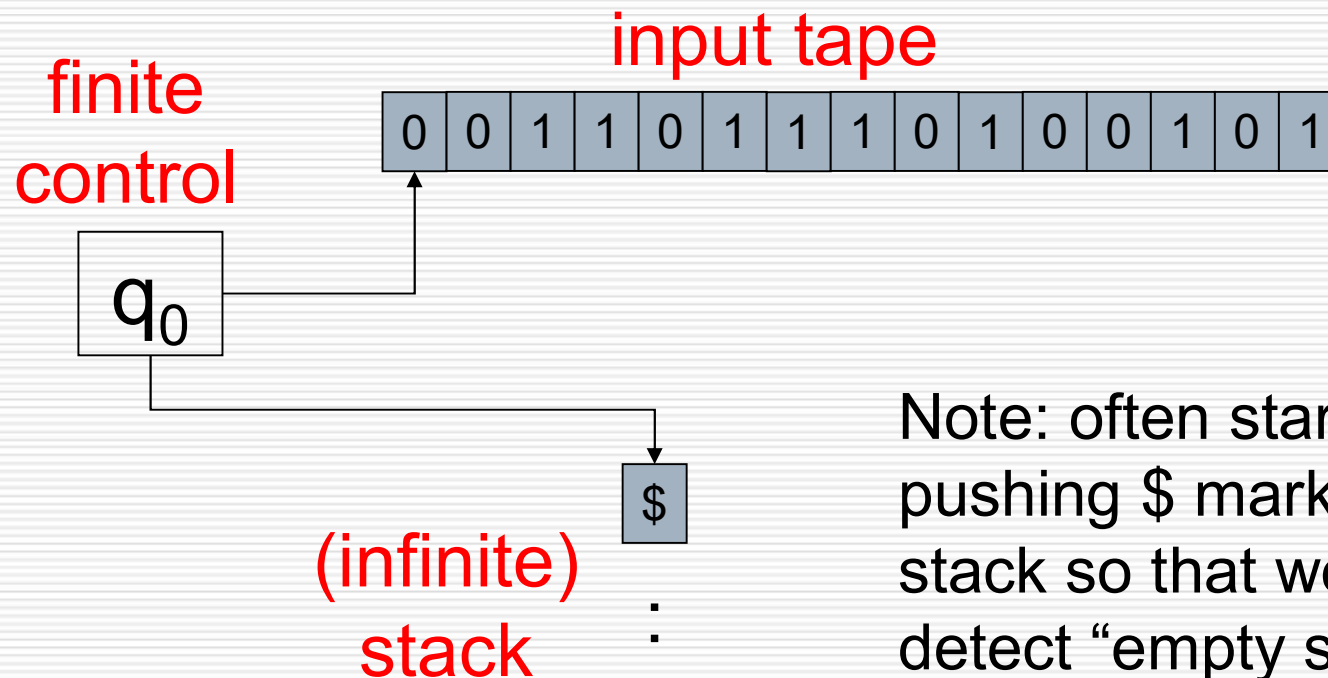 input tape
finite
control
0 0 1 1 0 1 1 1 0 1 0 0 1 0 1
q₀
$
(infinite)
stack
:
Note: often
pushing $
stack so that
detect “empty